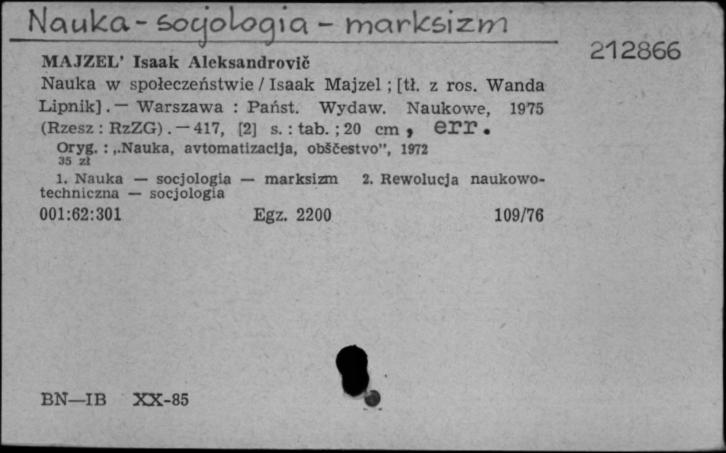 Nauka - socjologia - marksizm
212866
MAJZEL' Isaak Aleksandrovič
Nauka w społeczeństwie / Isaak Majzel ; [tł. z ros. Wanda
Lipnik] . — Warszawa : Państ. Wydaw. Naukowe, 1975
(Rzesz : RzZG) . — 417, [2] s. : tab. ; 20 cm , err.
Oryg. : „Nauka, avtomatizacija, obščestvo", 1972
35 zł
1. Nauka — socjologia — marksizm 2. Rewolucja naukowo-
techniczna — socjologia
001:62:301 Egz. 2200 109/76
BN—IB XX-85